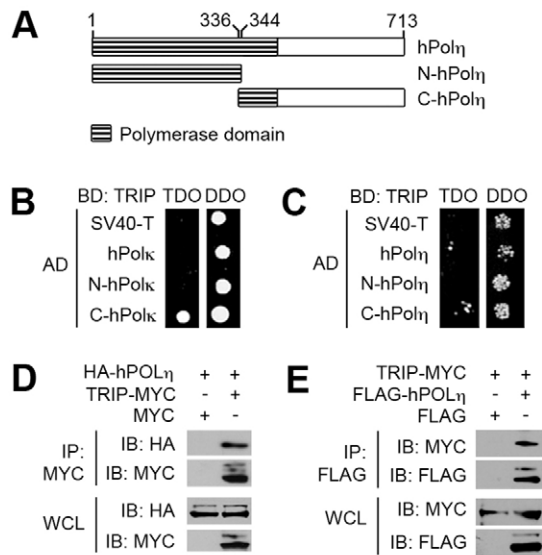 A
1 336 344 713
hPolη
N-hPolη
C-hPolη
Polymerase domain
B
BD: TRIP TDO DDO
AD
SV40-T
hPolκ
N-hPolκ
C-hPolκ
C
BD: TRIP TDO DDO
AD
SV40-T
hPolη
N-hPolη
C-hPolη
D
HA-hPOLη + +
TRIP-MYC - +
MYC + -
IP: MYC
IB: HA
IB: MYC
WCL
IB: HA
IB: MYC
E
TRIP-MYC + +
FLAG-hPOLη - +
FLAG + -
IP: FLAG
IB: MYC
IB: FLAG
WCL
IB: MYC
IB: FLAG